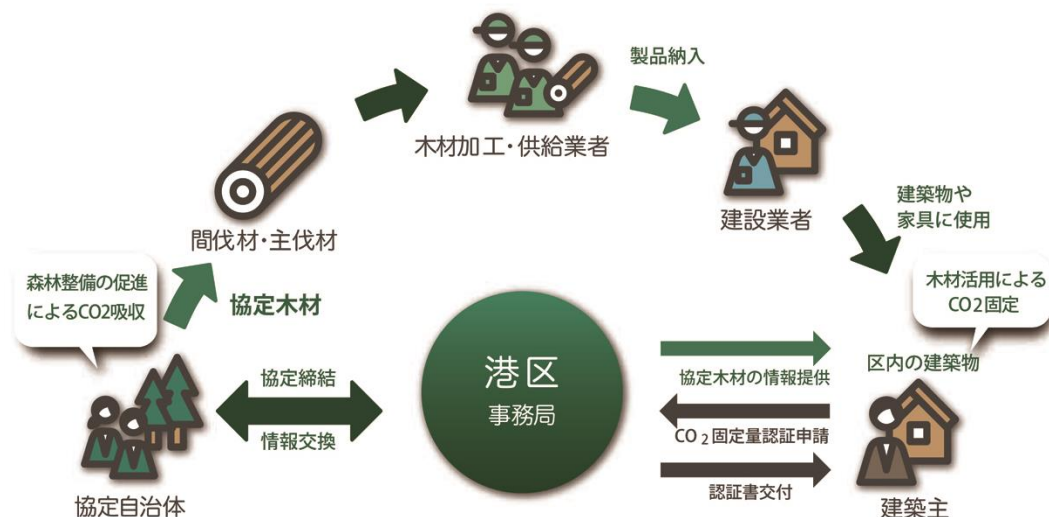 製品納入
木材加工・供給業者
建設業者
建築物や
家具に使用
間伐材・主伐材
森林整備の促進
によるCO2吸収
協定木材
木材活用による
CO2固定
区内の建築物
港区
事務局
協定締結
情報交換
協定木材の情報提供
CO2固定量認証申請
認証書交付
協定自治体
建築主